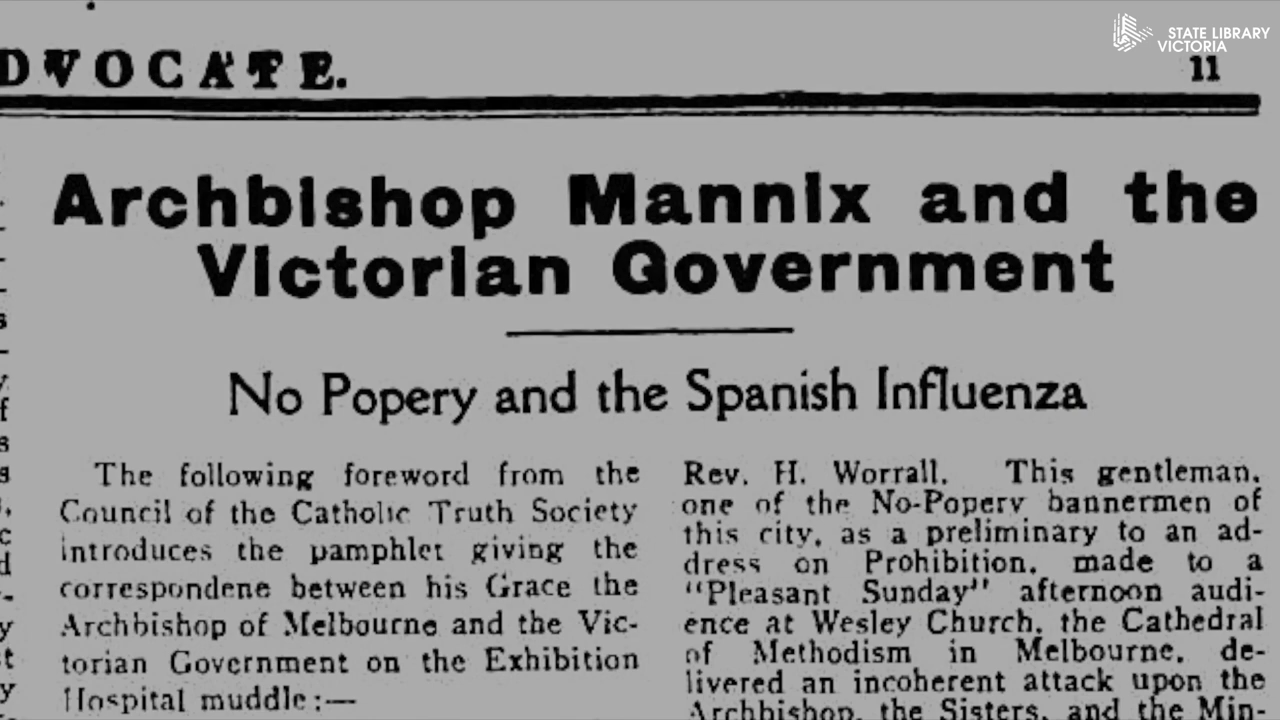 STATE LIBRARY
VICTORIA
DVOCATE.
11
Archbishop Mannix and the
Victorian Government
No Popery and the Spanish Influenza
The following foreword from the
Council of the Catholic Truth Society
introduces the pamphlet giving the
correspondene between his Grace the
Archbishop of Melbourne and the Vic-
torian Government on the Exhibition
Hospital muddle:—
Rev. H. Worrall. This gentleman,
one of the No-Popery bannermen of
this city, as a preliminary to an ad-
dress on Prohibition, made to a
"Pleasant Sunday" afternoon audi-
ence at Wesley Church, the Cathedral
of Methodism in Melbourne, de-
livered an incoherent attack upon the
Archbishop, the Sisters, and the Min-